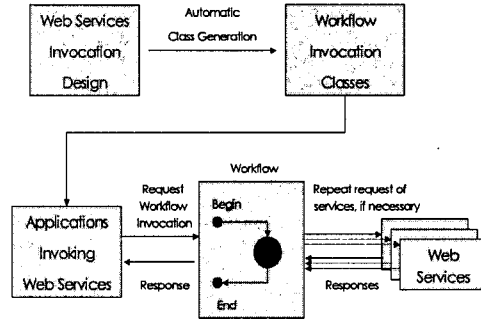 Web Services
Invocation
Design
Automatic
Class Generation
Workflow
Invocation
Classes
Workflow
Request
Workflow
Invocation
Repeat request of
services, if necessary
Begin
Applications
Invoking
Web Services
Web
Services
Response
End
Responses